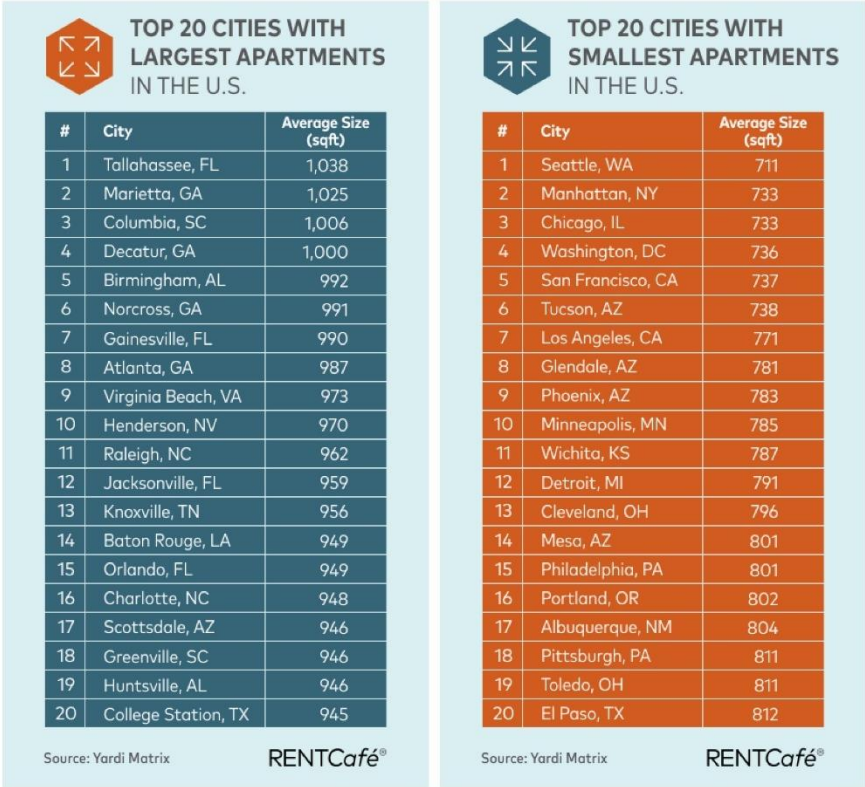 TOP 20 CITIES WITH
LARGEST APARTMENTS
IN THE U.S.
# City Average Size (sqft)
1 Tallahassee, FL 1,038
2 Marietta, GA 1,025
3 Columbia, SC 1,006
4 Decatur, GA 1,000
5 Birmingham, AL 992
6 Norcross, GA 991
7 Gainesville, FL 990
8 Atlanta, GA 987
9 Virginia Beach, VA 973
10 Henderson, NV 970
11 Raleigh, NC 962
12 Jacksonville, FL 959
13 Knoxville, TN 956
14 Baton Rouge, LA 949
15 Orlando, FL 949
16 Charlotte, NC 948
17 Scottsdale, AZ 946
18 Greenville, SC 946
19 Huntsville, AL 946
20 College Station, TX 945
Source: Yardi Matrix RENTCafé®
TOP 20 CITIES WITH
SMALLEST APARTMENTS
IN THE U.S.
# City Average Size (sqft)
1 Seattle, WA 711
2 Manhattan, NY 733
3 Chicago, IL 733
4 Washington, DC 736
5 San Francisco, CA 737
6 Tucson, AZ 738
7 Los Angeles, CA 771
8 Glendale, AZ 781
9 Phoenix, AZ 783
10 Minneapolis, MN 785
11 Wichita, KS 787
12 Detroit, MI 791
13 Cleveland, OH 796
14 Mesa, AZ 801
15 Philadelphia, PA 801
16 Portland, OR 802
17 Albuquerque, NM 804
18 Pittsburgh, PA 811
19 Toledo, OH 811
20 El Paso, TX 812
Source: Yardi Matrix RENTCafé®